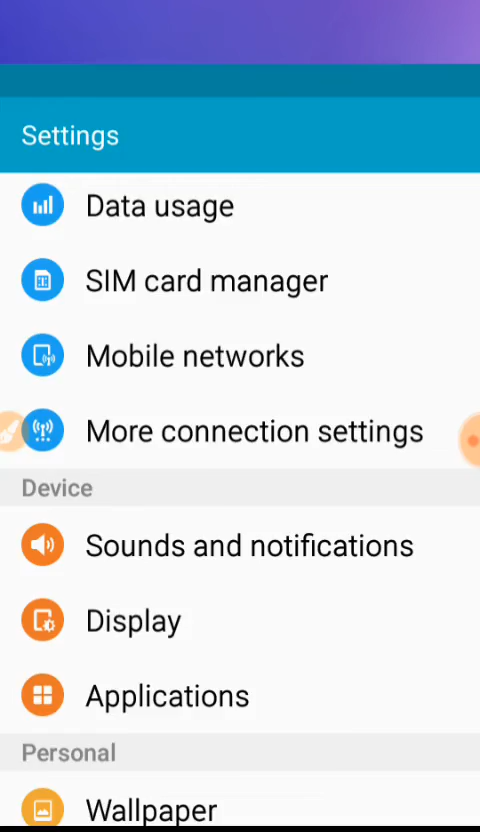 Settings
Data usage
SIM card manager
Mobile networks
More connection settings
Device
Sounds and notifications
Display
Applications
Personal
Wallpaper